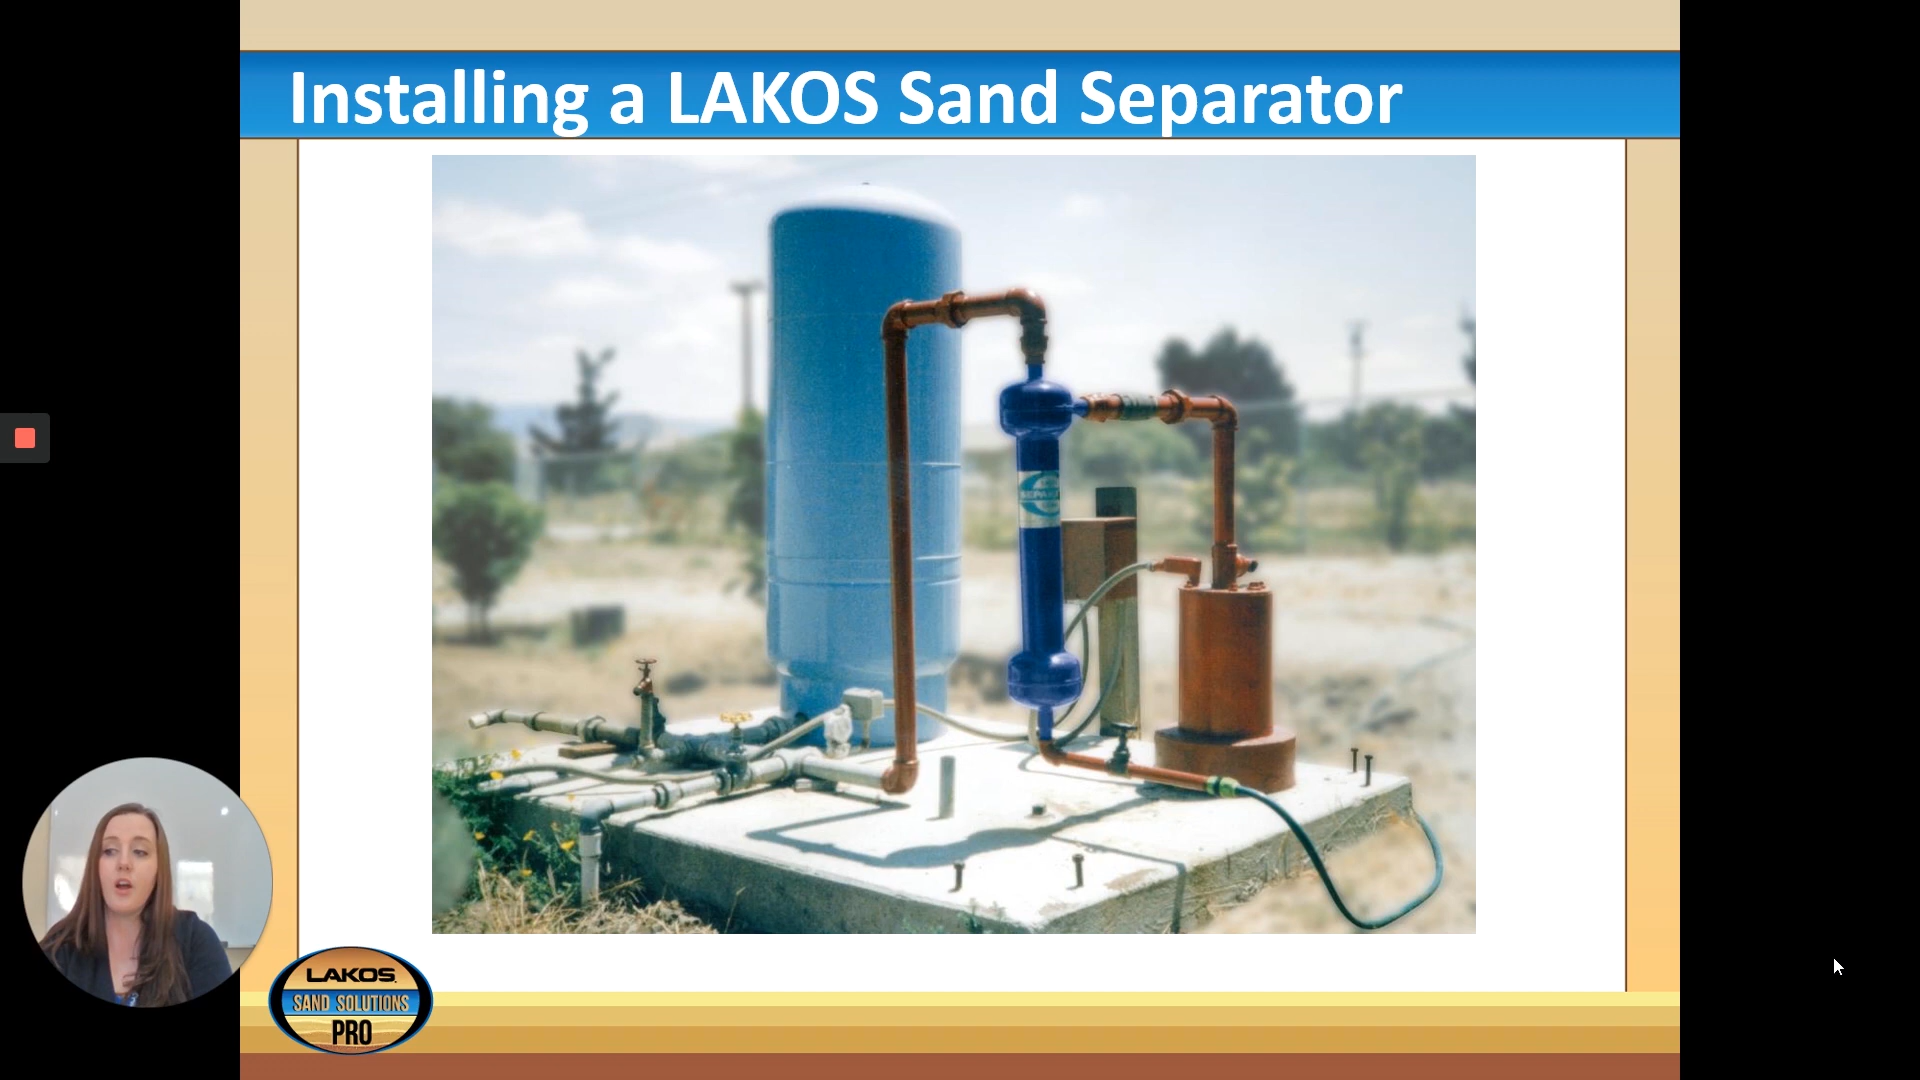 Installing a LAKOS Sand Separator
LAKOS
SAND SOLUTIONS
PRO